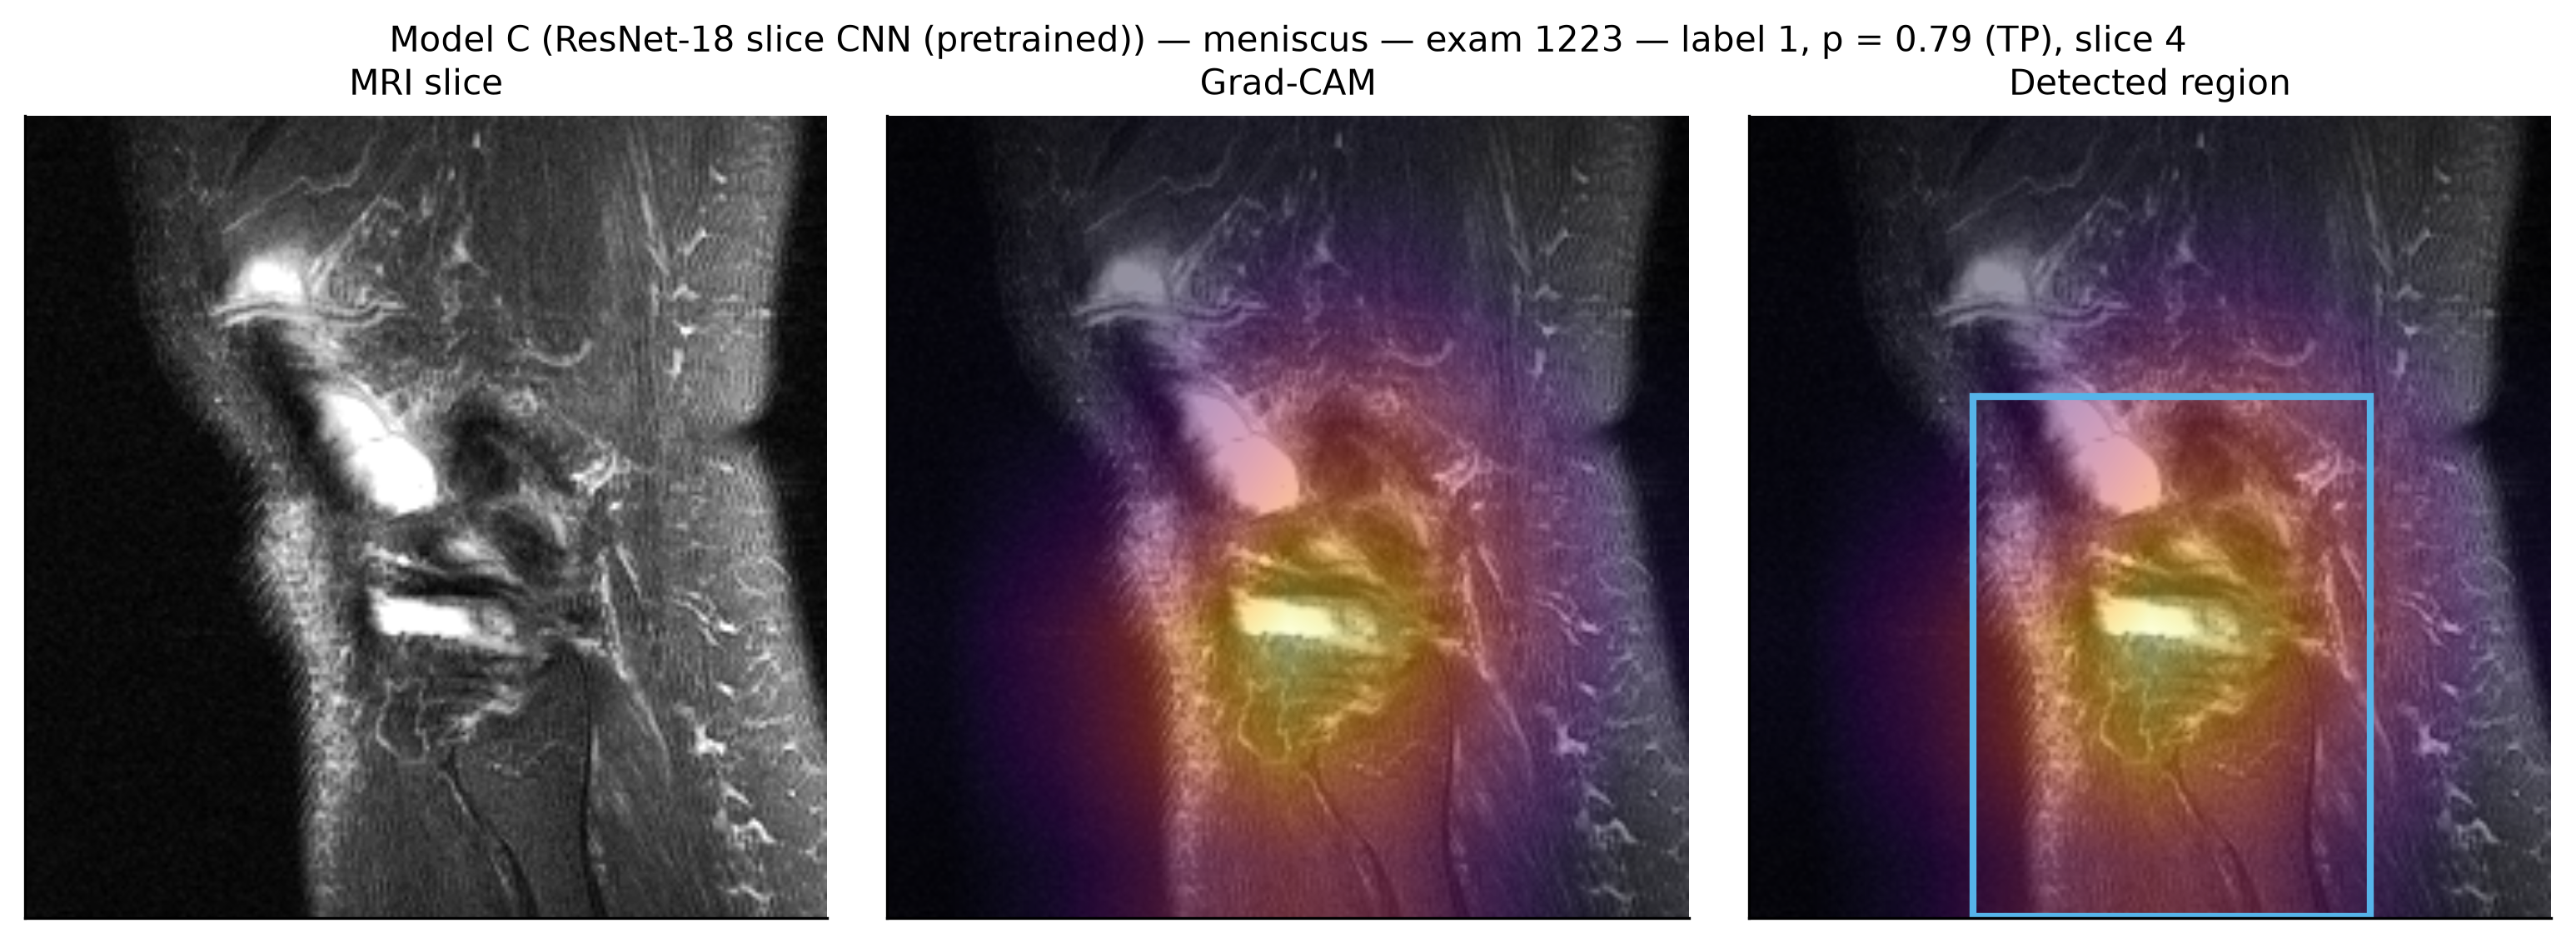 Model C (ResNet-18 slice CNN (pretrained)) — meniscus — exam 1223 — label 1, p = 0.79 (TP), slice 4
MRI slice
Grad-CAM
Detected region